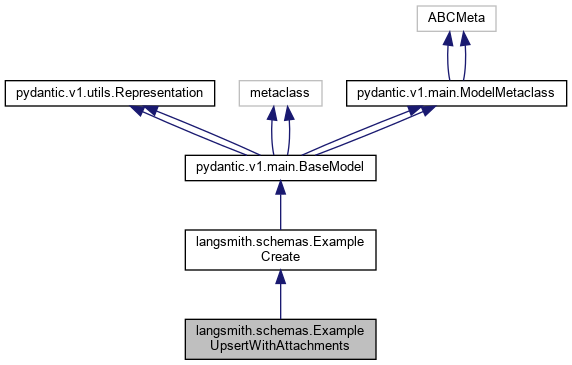 ABCMeta
pydantic.v1.utils.Representation
metaclass
pydantic.v1.main.ModelMetaclass
pydantic.v1.main.BaseModel
langsmith.schemas.Example
Create
langsmith.schemas.Example
UpsertWithAttachments